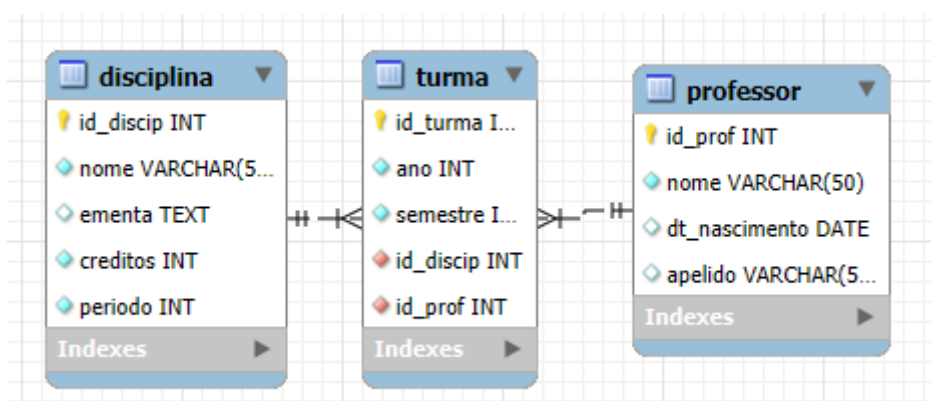 disciplina
id_discip INT
nome VARCHAR(5...
ementa TEXT
creditos INT
periodo INT
Indexes
turma
id_turma I...
ano INT
semestre I...
id_discip INT
id_prof INT
Indexes
professor
id_prof INT
nome VARCHAR(50)
dt_nascimento DATE
apelido VARCHAR(5...
Indexes